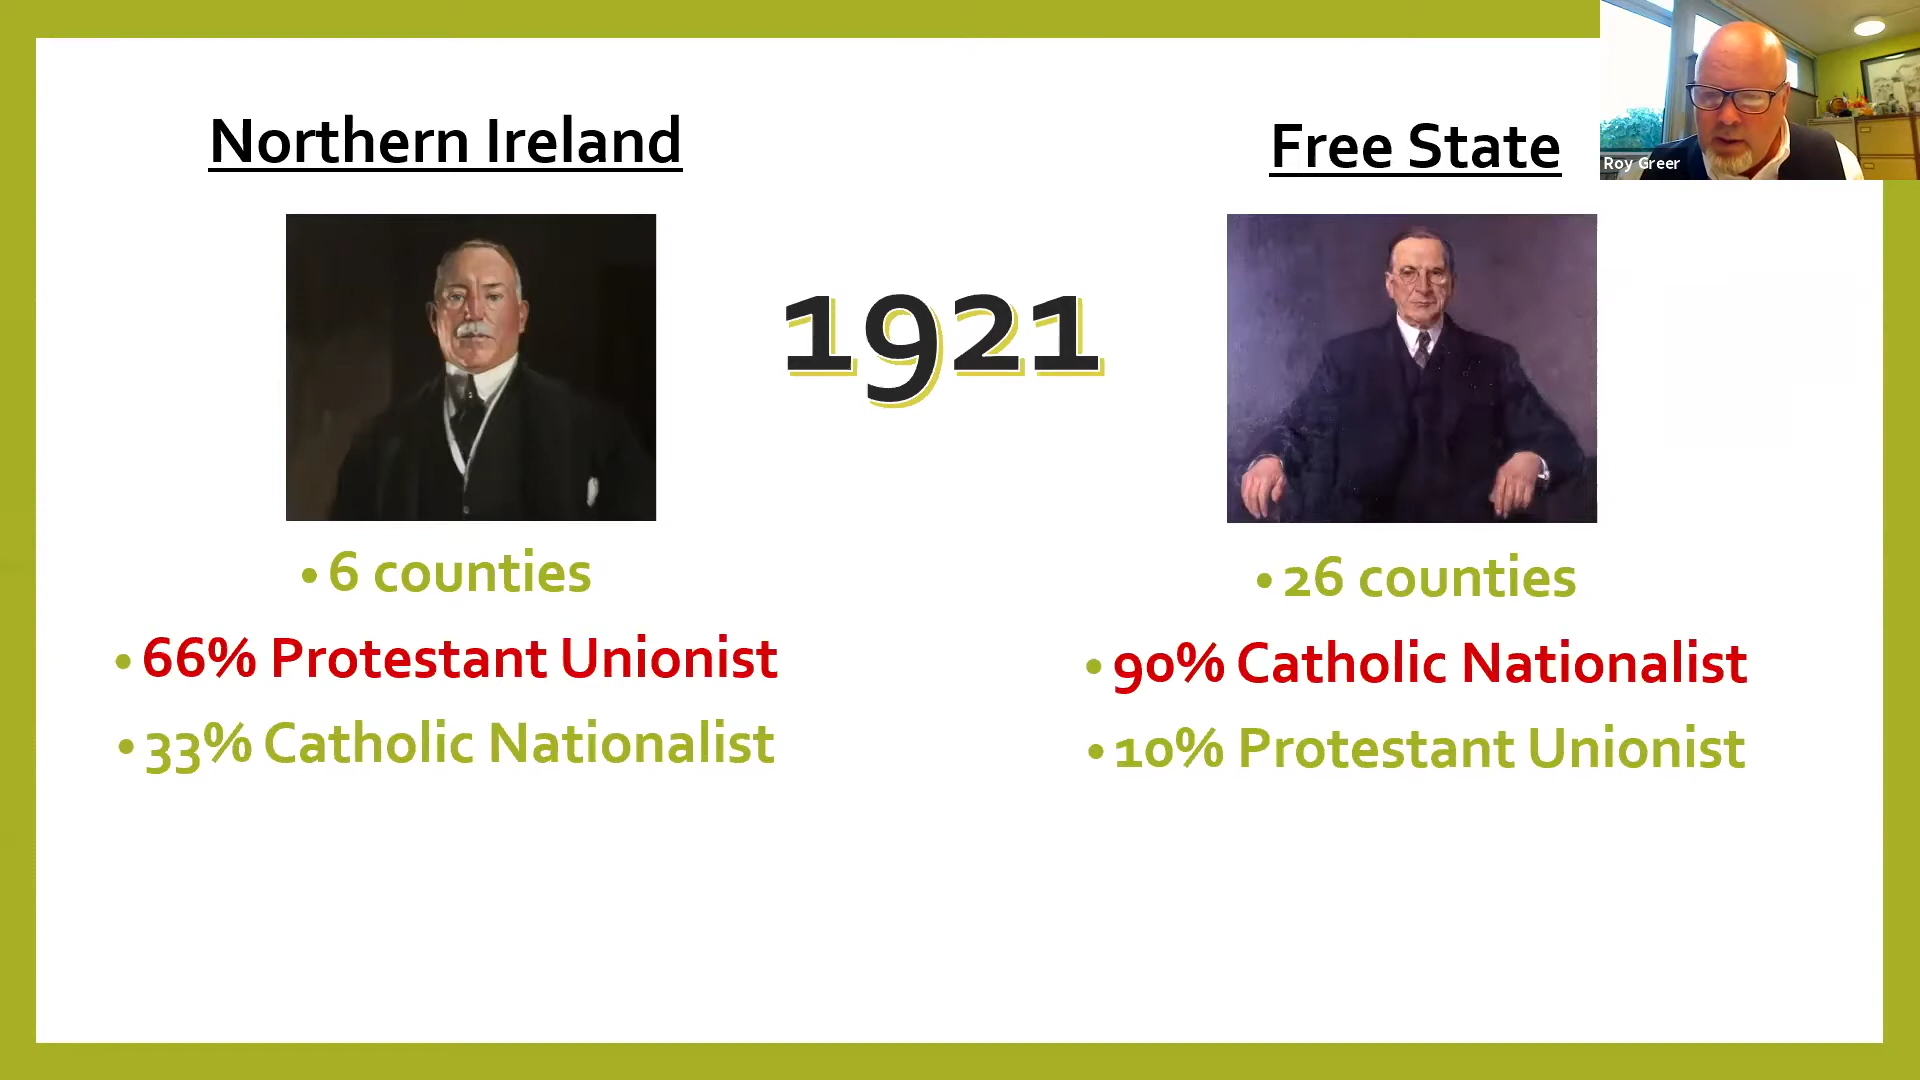 Northern Ireland
Free State
Roy Greer
1921
• 6 counties
• 66% Protestant Unionist
• 33% Catholic Nationalist
• 26 counties
• 90% Catholic Nationalist
• 10% Protestant Unionist